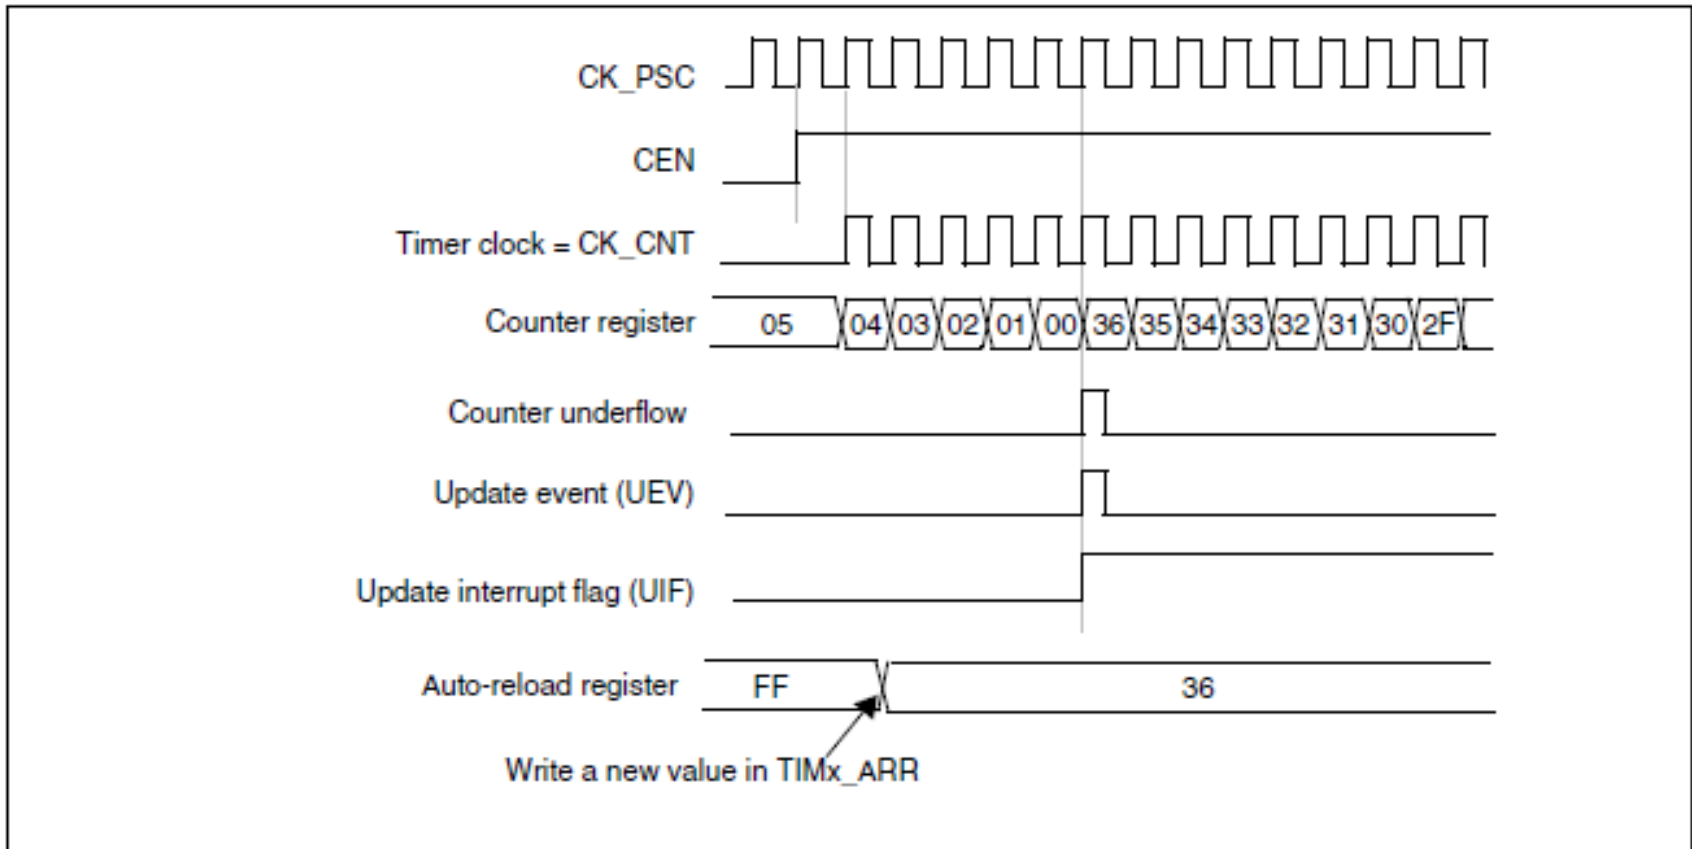 CK_PSC
CEN
Timer clock = CK_CNT
Counter register 05 04 03 02 01 00 36 35 34 33 32 31 30 2F
Counter underflow
Update event (UEV)
Update interrupt flag (UIF)
Auto-reload register FF 36
Write a new value in TIMx_ARR